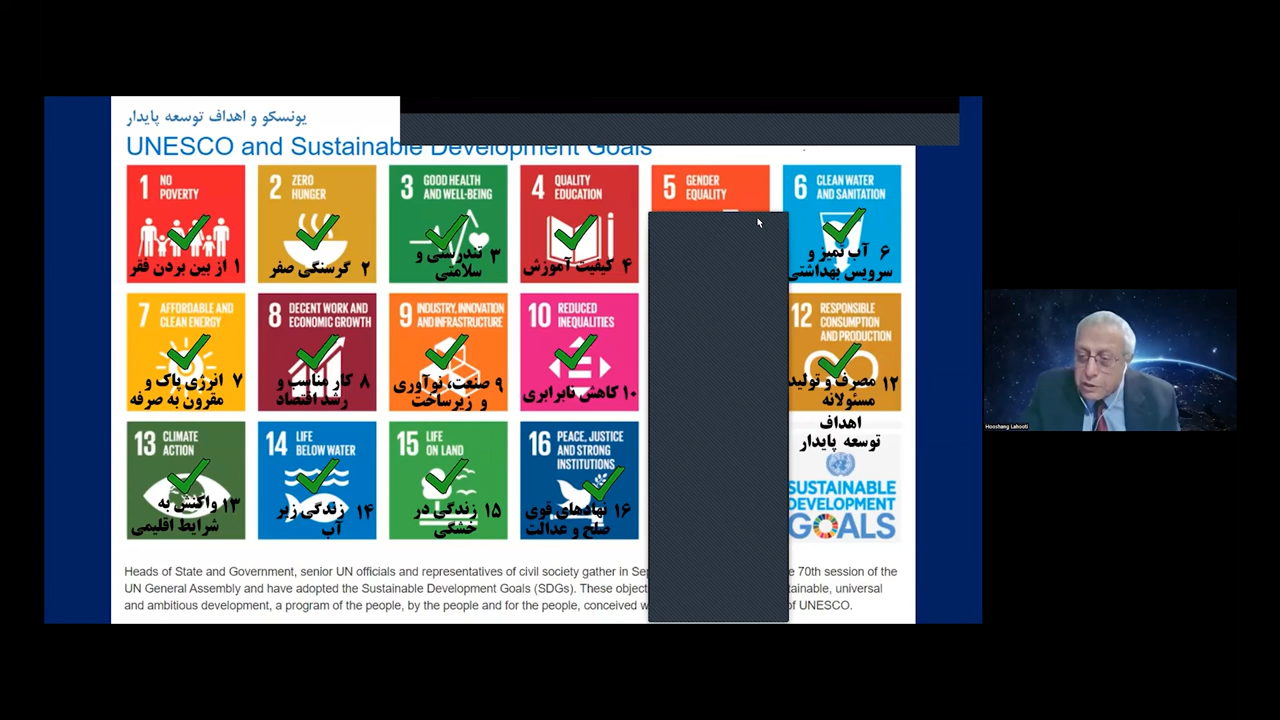 یونسکو و اهداف توسعه پایدار
UNESCO and Sustainable Development Goals
1 NO
POVERTY
۱ از بین بردن فقر
2 ZERO
HUNGER
۲ گرسنگی صفر
3 GOOD HEALTH
AND WELL-BEING
۳ تندرستی و
سلامتی
4 QUALITY
EDUCATION
۴ کیفیت آموزش
5 GENDER
EQUALITY
6 CLEAN WATER
AND SANITATION
۶ آب تمیز و
سرویس بهداشتی
7 AFFORDABLE AND
CLEAN ENERGY
۷ انرژی پاک و
مقرون به صرفه
8 DECENT WORK AND
ECONOMIC GROWTH
۸ کار مناسب و
رشد اقتصاد
9 INDUSTRY, INNOVATION
AND INFRASTRUCTURE
۹ صنعت، نوآوری
و زیرساخت
10 REDUCED
INEQUALITIES
۱۰ کاهش نابرابری
12 RESPONSIBLE
CONSUMPTION
AND PRODUCTION
۱۲ مصرف و تولید
مسئولانه
13 CLIMATE
ACTION
۱۳ واکنش به
شرایط اقلیمی
14 LIFE
BELOW WATER
۱۴ زندگی زیر
آب
15 LIFE
ON LAND
۱۵ زندگی در
خشکی
16 PEACE, JUSTICE
AND STRONG
INSTITUTIONS
۱۶ نهادهای قوی
صلح و عدالت
اهداف
توسعه پایدار
SUSTAINABLE
DEVELOPMENT
GOALS
Heads of State and Government, senior UN officials and representatives of civil society gather in 70th session of the
UN General Assembly and have adopted the Sustainable Development Goals (SDGs). These universal
and ambitious development, a program of the people, by the people and for the people, conceived of UNESCO.
Hooshang Lahooti